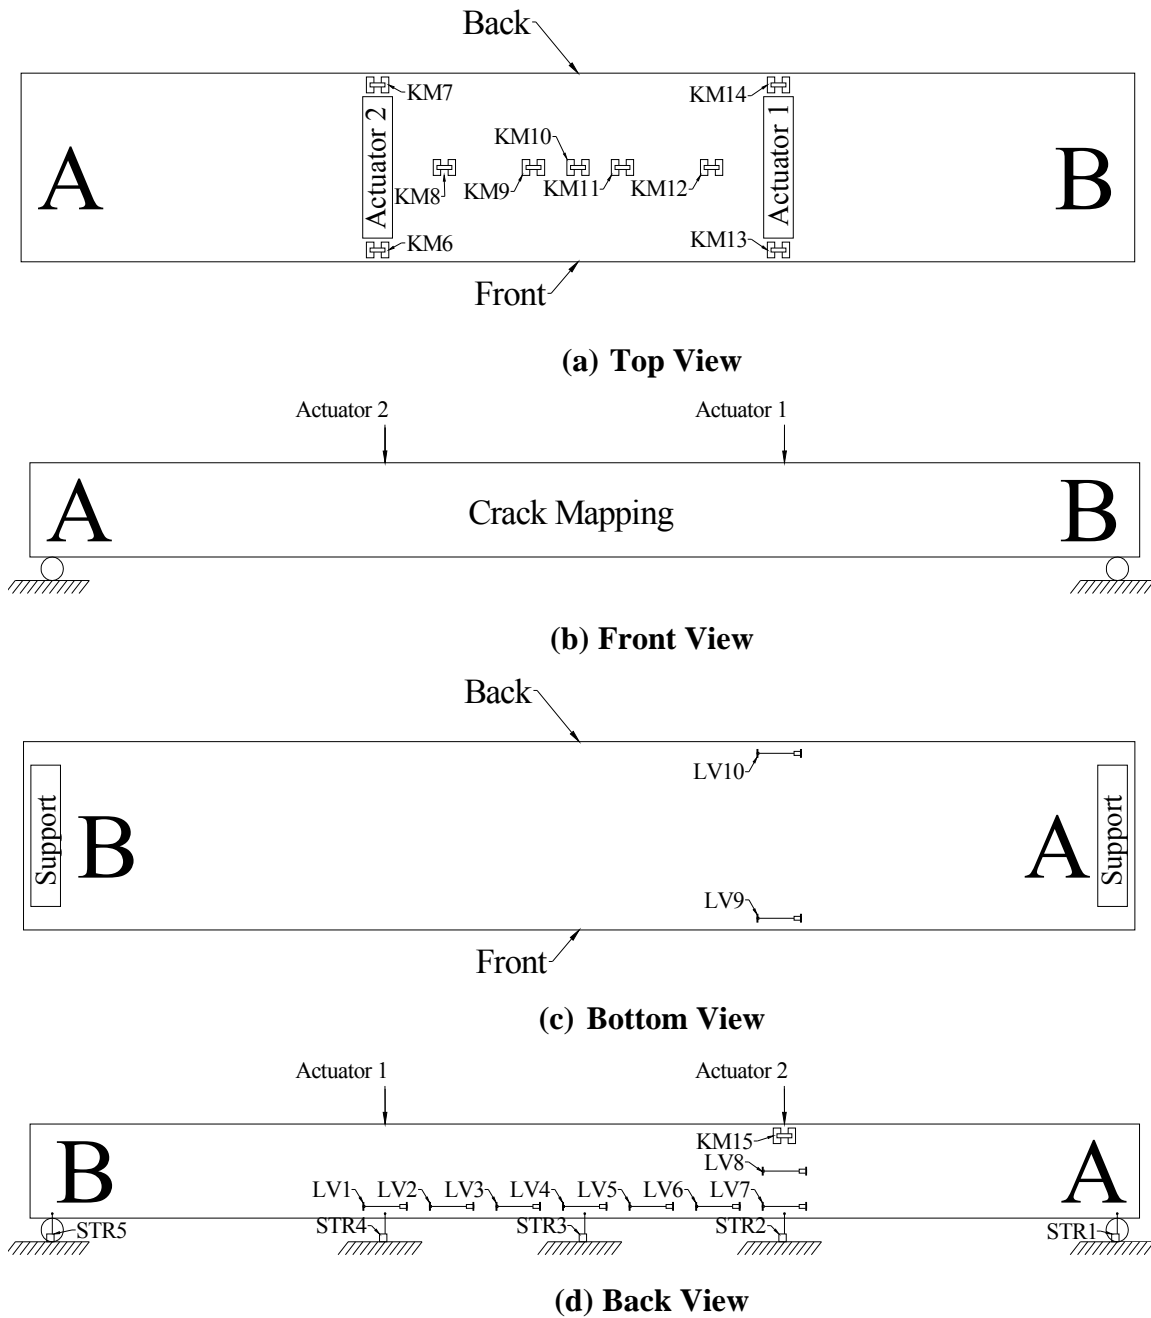 Back
KM7
KM14
Actuator 2
Actuator 1
KM10
A
B
KM8
KM9
KM11
KM12
KM6
KM13
Front
(a) Top View
Actuator 2
Actuator 1
A
Crack Mapping
B
(b) Front View
Back
LV10
Support
B
A
Support
LV9
Front
(c) Bottom View
Actuator 1
Actuator 2
KM15
B
LV8
A
LV1
LV2
LV3
LV4
LV5
LV6
LV7
STR5
STR4
STR3
STR2
STR1
(d) Back View